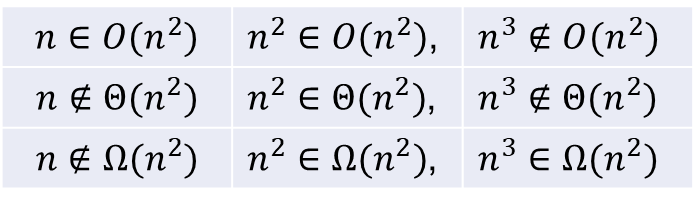 n ∈ O(n²) n² ∈ O(n²), n³ ∉ O(n²)
n ∉ Θ(n²) n² ∈ Θ(n²), n³ ∉ Θ(n²)
n ∉ Ω(n²) n² ∈ Ω(n²), n³ ∈ Ω(n²)